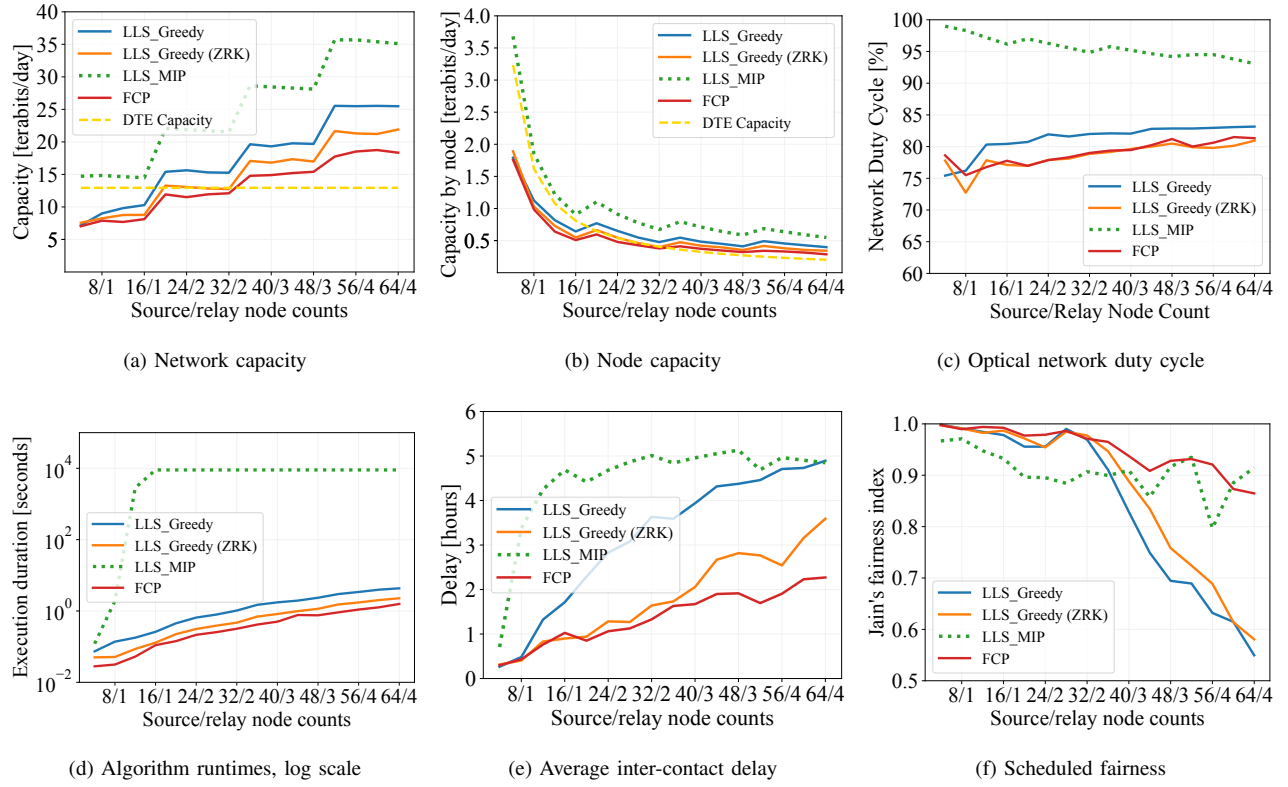 Capacity [terabits/day]
40
35
30
25
20
15
10
5
LLS_Greedy
LLS_Greedy (ZRK)
LLS_MIP
FCP
DTE Capacity
8/1 16/1 24/2 32/2 40/3 48/3 56/4 64/4
Source/relay node counts
(a) Network capacity
Capacity by node [terabits/day]
4.0
3.5
3.0
2.5
2.0
1.5
1.0
0.5
LLS_Greedy
LLS_Greedy (ZRK)
LLS_MIP
FCP
DTE Capacity
8/1 16/1 24/2 32/2 40/3 48/3 56/4 64/4
Source/relay node counts
(b) Node capacity
Network Duty Cycle [%]
100
95
90
85
80
75
70
65
60
LLS_Greedy
LLS_Greedy (ZRK)
LLS_MIP
FCP
8/1 16/1 24/2 32/2 40/3 48/3 56/4 64/4
Source/Relay Node Count
(c) Optical network duty cycle
Execution duration [seconds]
10⁴
10²
10⁰
10⁻²
LLS_Greedy
LLS_Greedy (ZRK)
LLS_MIP
FCP
8/1 16/1 24/2 32/2 40/3 48/3 56/4 64/4
Source/relay node counts
(d) Algorithm runtimes, log scale
Delay [hours]
6
5
4
3
2
1
0
LLS_Greedy
LLS_Greedy (ZRK)
LLS_MIP
FCP
8/1 16/1 24/2 32/2 40/3 48/3 56/4 64/4
Source/relay node counts
(e) Average inter-contact delay
Jain's fairness index
1.0
0.9
0.8
0.7
0.6
0.5
LLS_Greedy
LLS_Greedy (ZRK)
LLS_MIP
FCP
8/1 16/1 24/2 32/2 40/3 48/3 56/4 64/4
Source/relay node counts
(f) Scheduled fairness